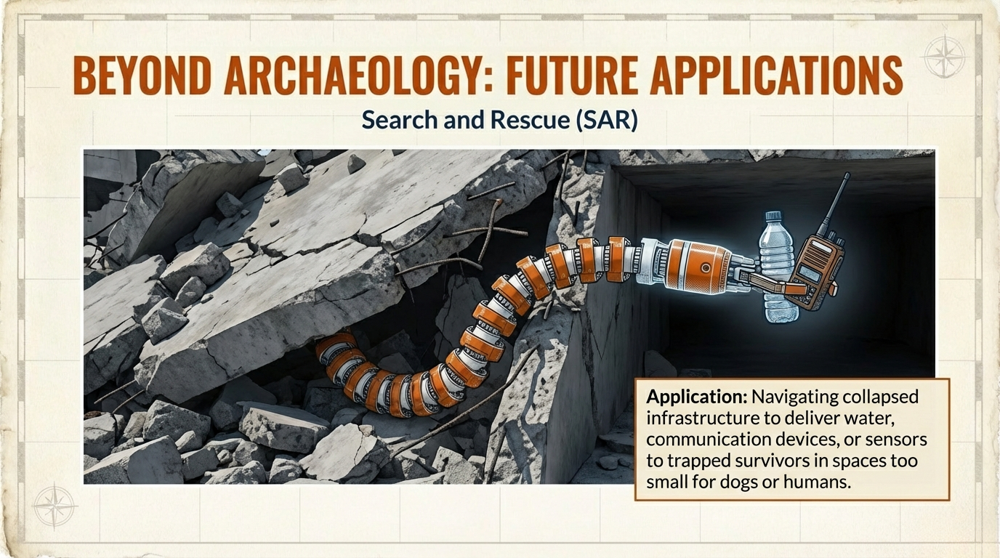 BEYOND ARCHAEOLOGY: FUTURE APPLICATIONS
Search and Rescue (SAR)
Application: Navigating collapsed
infrastructure to deliver water,
communication devices, or sensors
to trapped survivors in spaces too
small for dogs or humans.